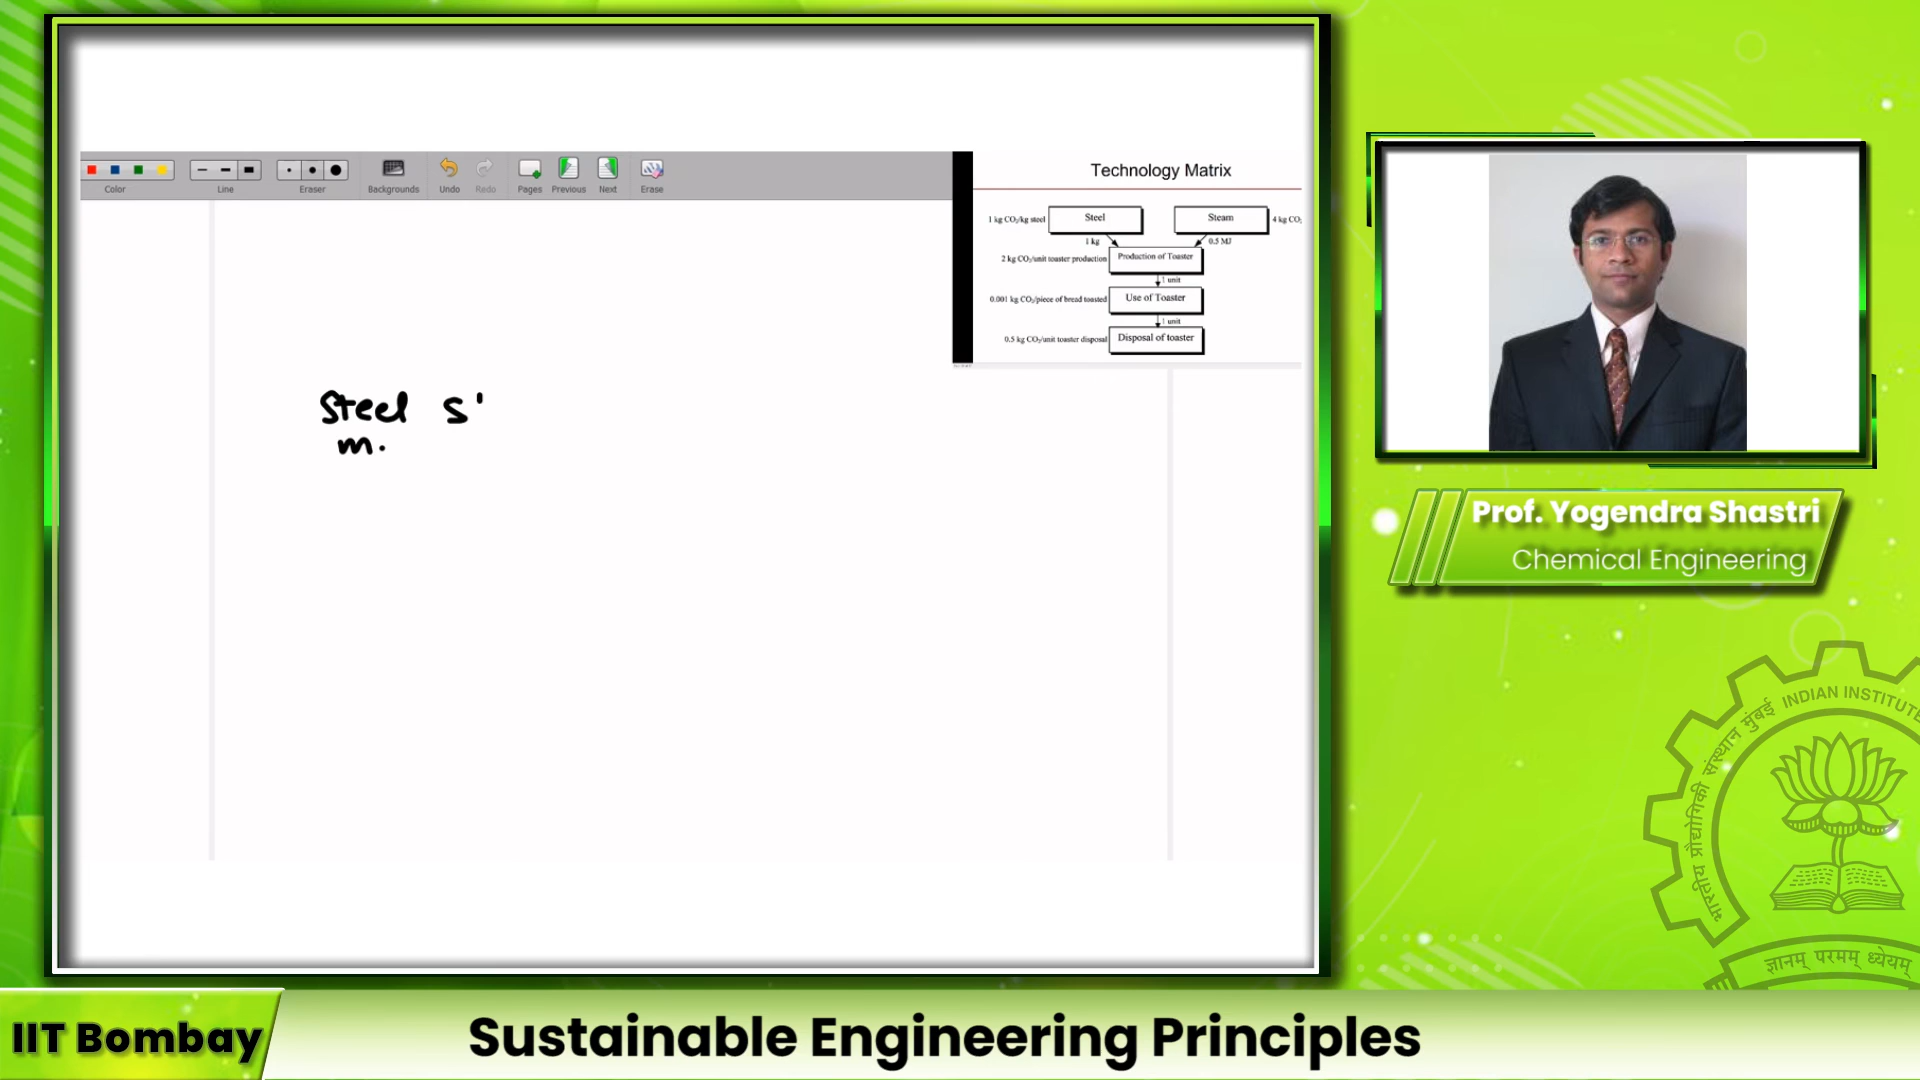 Color
Line
Eraser
Backgrounds
Undo
Redo
Pages
Previous
Next
Erase
Technology Matrix
1 kg CO₂/kg steel
Steel
Steam
4 kg CO₂
1 kg
0.5 MJ
2 kg CO₂/unit toaster production
Production of Toaster
1 unit
0.001 kg CO₂/piece of bread toasted
Use of Toaster
1 unit
0.5 kg CO₂/unit toaster disposal
Disposal of toaster
Steel S'
m.
Prof. Yogendra Shastri
Chemical Engineering
भारतीय प्रौद्योगिकी संस्थान मुंबई
INDIAN INSTITUTE
ज्ञानम् परमम् ध्येयम्
IIT Bombay
Sustainable Engineering Principles